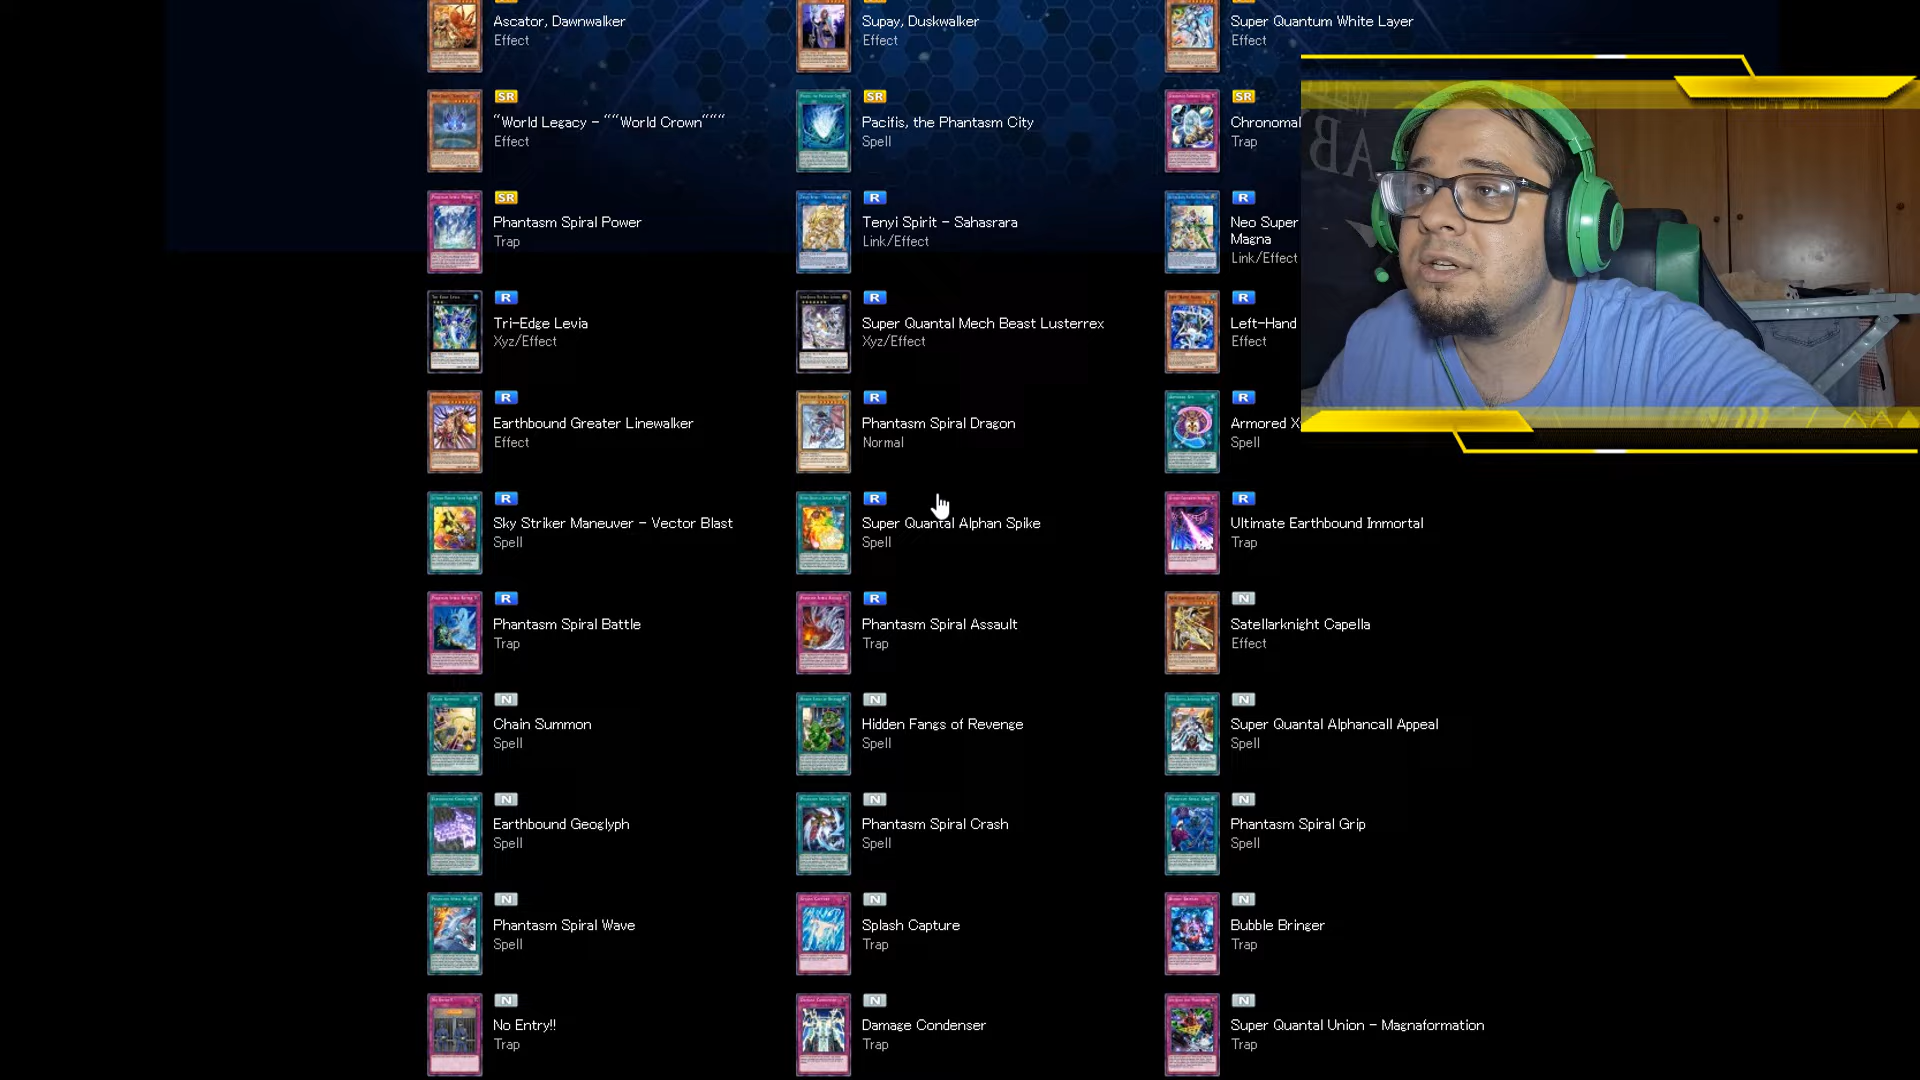 Ascator, Dawnwalker
Effect
Supay, Duskwalker
Effect
Super Quantum White Layer
Effect
SR
"World Legacy - ""World Crown"""
Effect
SR
Pacifis, the Phantasm City
Spell
SR
Chronomal
Trap
SR
Phantasm Spiral Power
Trap
R
Tenyi Spirit - Sahasrara
Link/Effect
R
Neo Super
Magna
Link/Effect
R
Tri-Edge Levia
Xyz/Effect
R
Super Quantal Mech Beast Lusterrex
Xyz/Effect
R
Left-Hand
Effect
R
Earthbound Greater Linewalker
Effect
R
Phantasm Spiral Dragon
Normal
R
Armored X
Spell
R
Sky Striker Maneuver - Vector Blast
Spell
R
Super Quantal Alphan Spike
Spell
R
Ultimate Earthbound Immortal
Trap
R
Phantasm Spiral Battle
Trap
R
Phantasm Spiral Assault
Trap
N
Satellarknight Capella
Effect
N
Chain Summon
Spell
N
Hidden Fangs of Revenge
Spell
N
Super Quantal Alphancall Appeal
Spell
N
Earthbound Geoglyph
Spell
N
Phantasm Spiral Crash
Spell
N
Phantasm Spiral Grip
Spell
N
Phantasm Spiral Wave
Spell
N
Splash Capture
Trap
N
Bubble Bringer
Trap
N
No Entry!!
Trap
N
Damage Condenser
Trap
N
Super Quantal Union - Magnaformation
Trap